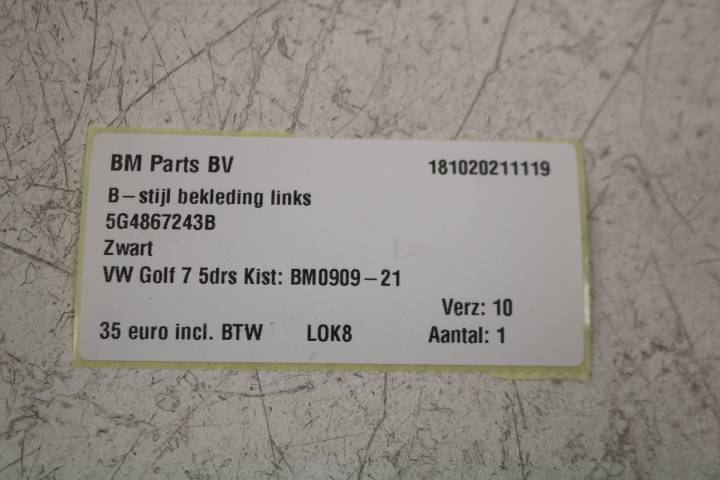 BM Parts BV 181020211119
B-stijl bekleding links
5G4867243B
Zwart
VW Golf 7 5drs Kist: BM0909-21
Verz: 10
35 euro incl. BTW LOK8 Aantal: 1